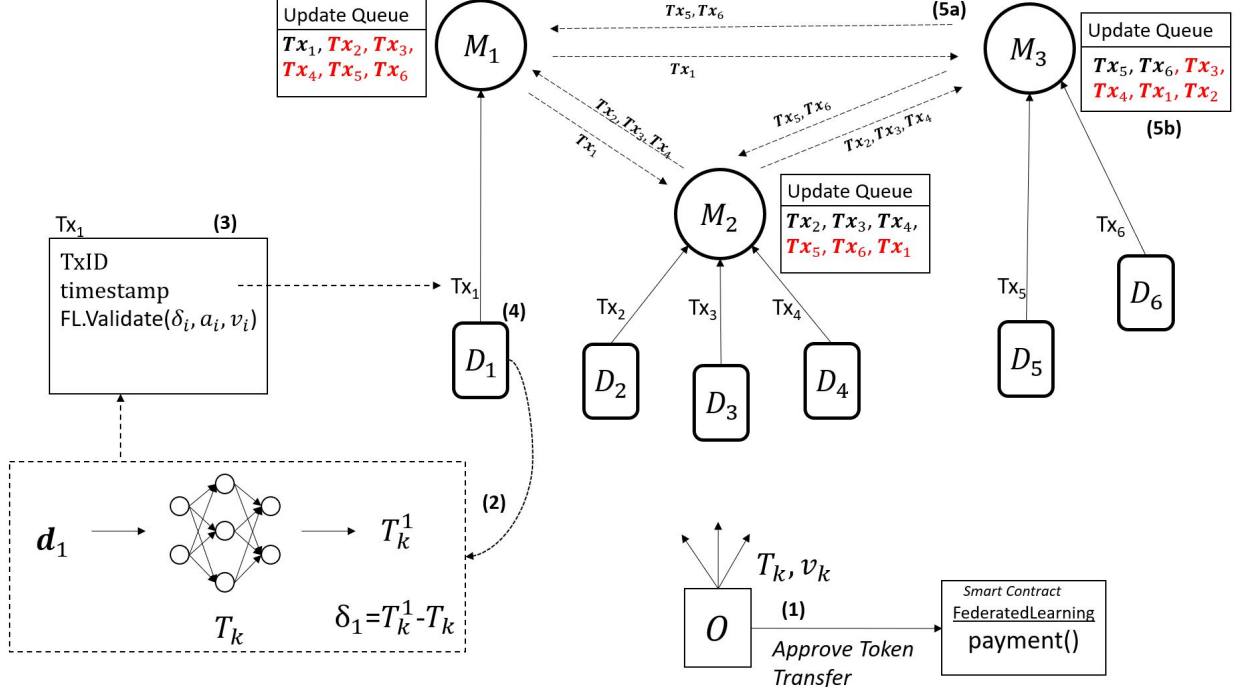 Update Queue
Tx₁, Tx₂, Tx₃,
Tx₄, Tx₅, Tx₆
M₁
Tx₅, Tx₆
(5a)
Tx₁
M₃
Update Queue
Tx₅, Tx₆, Tx₃,
Tx₄, Tx₁, Tx₂
(5b)
Tx₂, Tx₃, Tx₄
Tx₁
Tx₅, Tx₆
Tx₂, Tx₃, Tx₄
M₂
Update Queue
Tx₂, Tx₃, Tx₄,
Tx₅, Tx₆, Tx₁
Tx₁
(3)
TxID
timestamp
FL.Validate(δᵢ, aᵢ, vᵢ)
Tx₁
(4)
D₁
Tx₂
Tx₃
Tx₄
D₂
D₃
D₄
Tx₅
Tx₆
D₅
D₆
(2)
d₁
T_k^1
T_k
δ₁=T_k^1-T_k
T_k, v_k
O
(1)
Approve Token
Transfer
Smart Contract
FederatedLearning
payment()